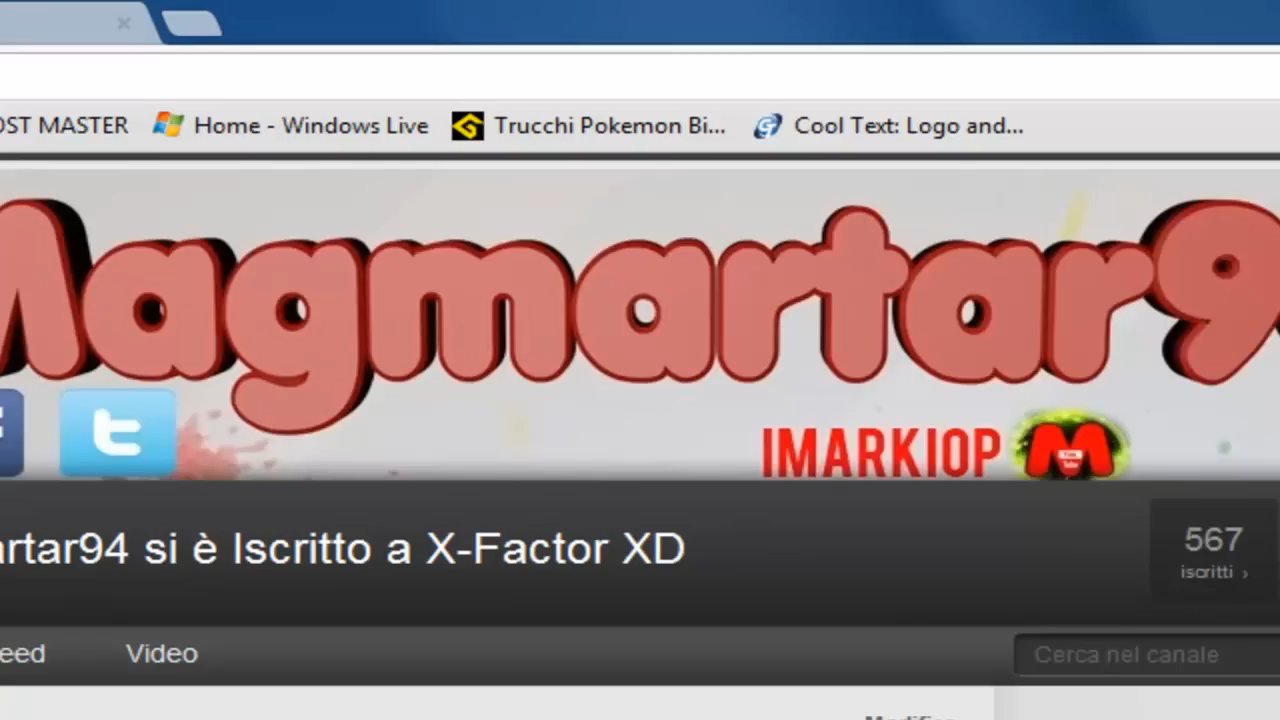 OST MASTER Home - Windows Live Trucchi Pokemon Bi... Cool Text: Logo and...
Magmartar9
IMARKIOP
artar94 si è Iscritto a X-Factor XD
567
iscritti ›
eed Video Cerca nel canale